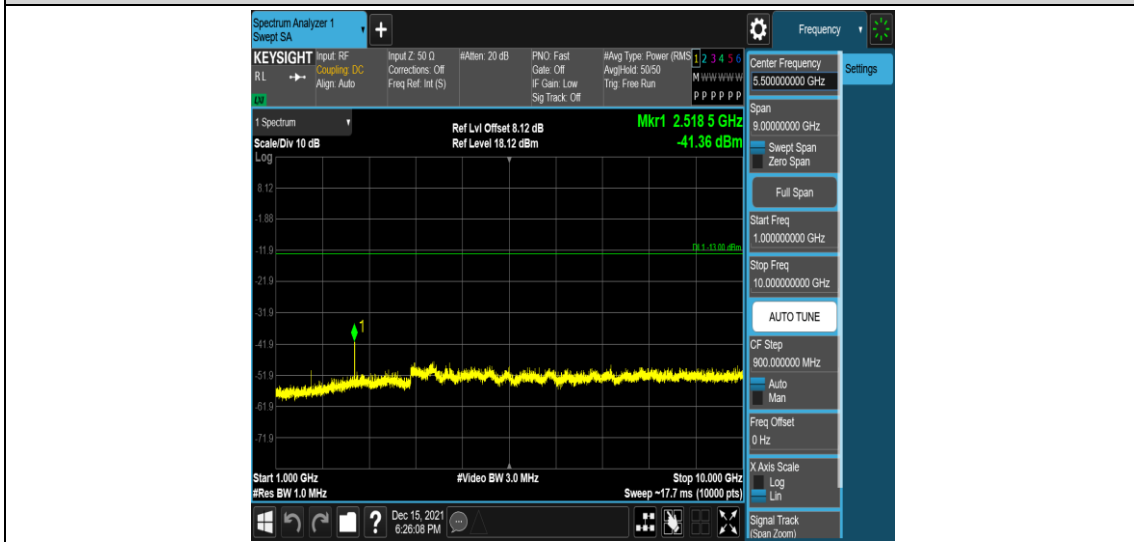 Spectrum Analyzer 1
Swept SA
+
Frequency
KEYSIGHT
RL
Input: RF
Coupling: DC
Align: Auto
Input Z: 50 Ω
Corrections: Off
Freq Ref: Int (S)
#Atten: 20 dB
PNO: Fast
Gate: Off
IF Gain: Low
Sig Track: Off
#Avg Type: Power (RMS
Avg|Hold: 50/50
Trig: Free Run
1 2 3 4 5 6
M W W W W W
P P P P P P
1 Spectrum
Scale/Div 10 dB
Log
Ref Lvl Offset 8.12 dB
Ref Level 18.12 dBm
Mkr1 2.518 5 GHz
-41.36 dBm
8.12
-1.88
-11.9
DL1 -13.00 dBm
-21.9
-31.9
1
-41.9
-51.9
-61.9
-71.9
Start 1.000 GHz
#Res BW 1.0 MHz
#Video BW 3.0 MHz
Stop 10.000 GHz
Sweep ~17.7 ms (10000 pts)
?
Dec 15, 2021
6:26:08 PM
Center Frequency
5.500000000 GHz
Settings
Span
9.00000000 GHz
Swept Span
Zero Span
Full Span
Start Freq
1.000000000 GHz
Stop Freq
10.000000000 GHz
AUTO TUNE
CF Step
900.000000 MHz
Auto
Man
Freq Offset
0 Hz
X Axis Scale
Log
Lin
Signal Track
(Span Zoom)